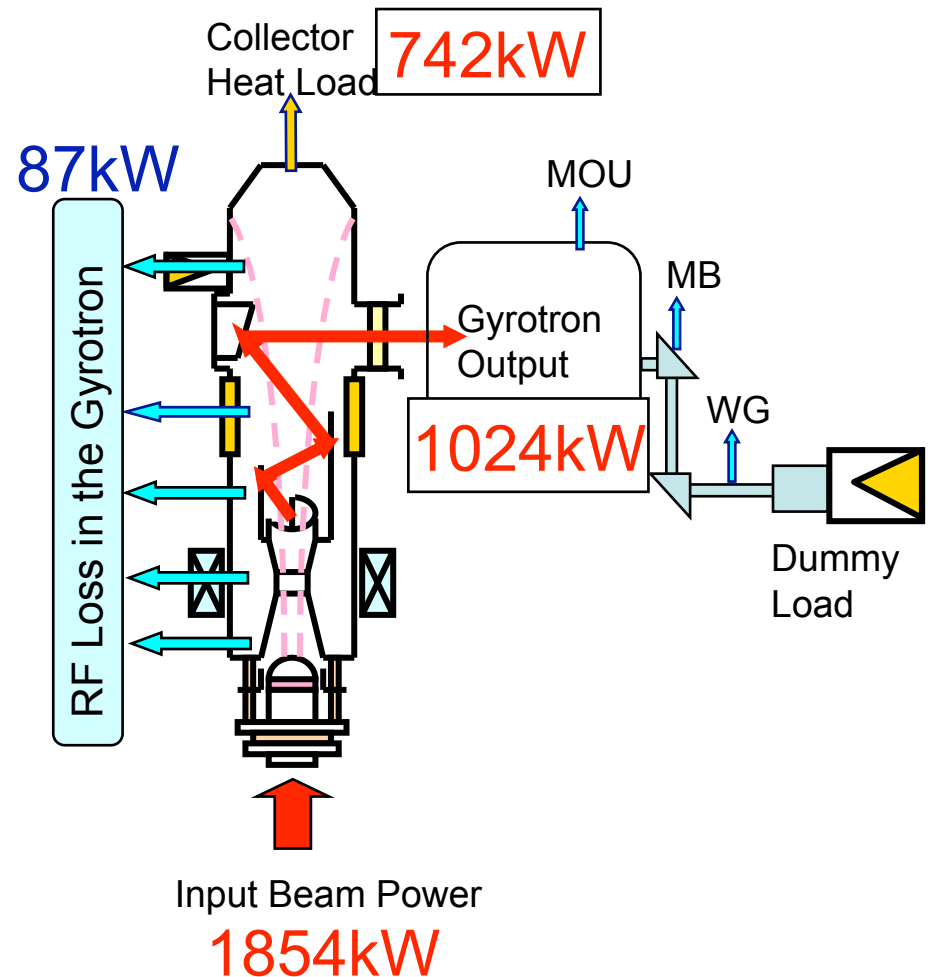 Collector
Heat Load
742kW
87kW
MOU
MB
RF Loss in the Gyrotron
Gyrotron
Output
1024kW
WG
Dummy
Load
Input Beam Power
1854kW